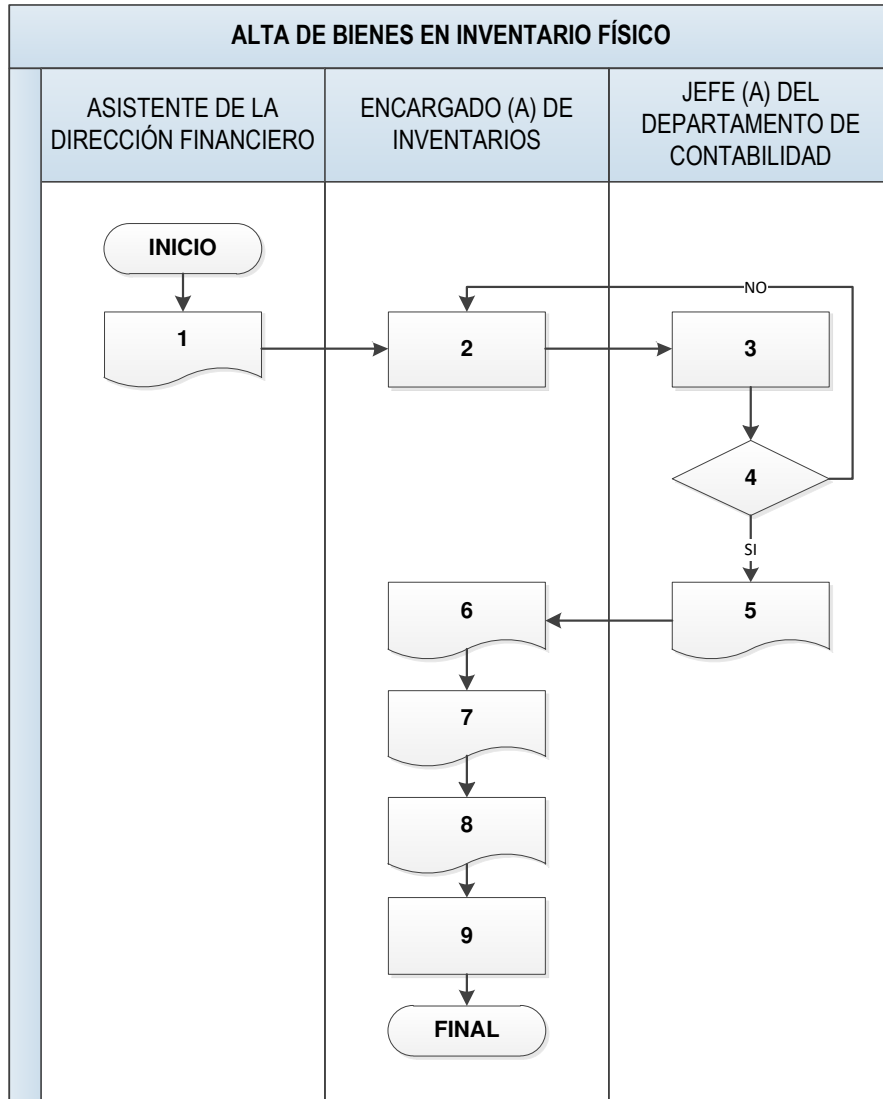 ALTA DE BIENES EN INVENTARIO FÍSICO
ASISTENTE DE LA
DIRECCIÓN FINANCIERO
ENCARGADO (A) DE
INVENTARIOS
JEFE (A) DEL
DEPARTAMENTO DE
CONTABILIDAD
INICIO
NO
1
2
3
4
SI
5
6
7
8
9
FINAL